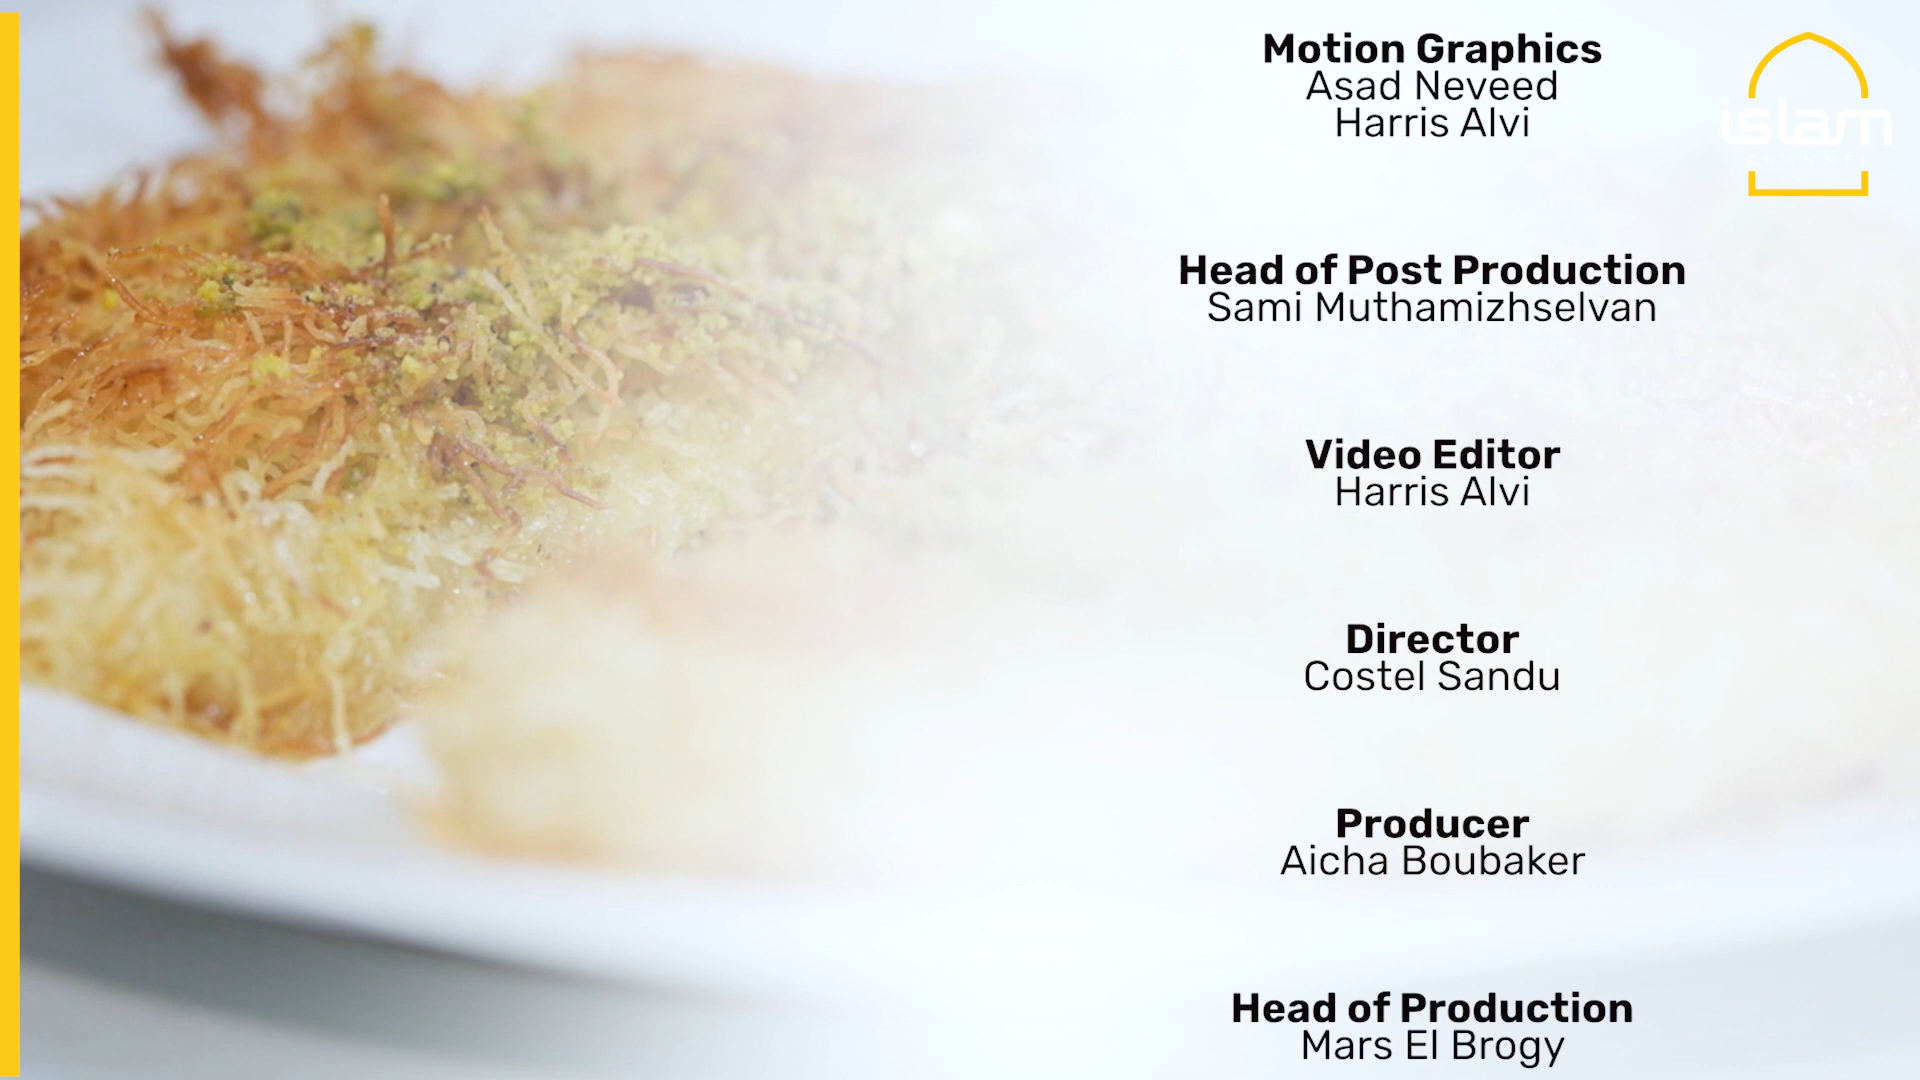 Motion Graphics
Asad Neveed
Harris Alvi
islam
CHANNEL
Head of Post Production
Sami Muthamizhselvan
Video Editor
Harris Alvi
Director
Costel Sandu
Producer
Aicha Boubaker
Head of Production
Mars El Brogy